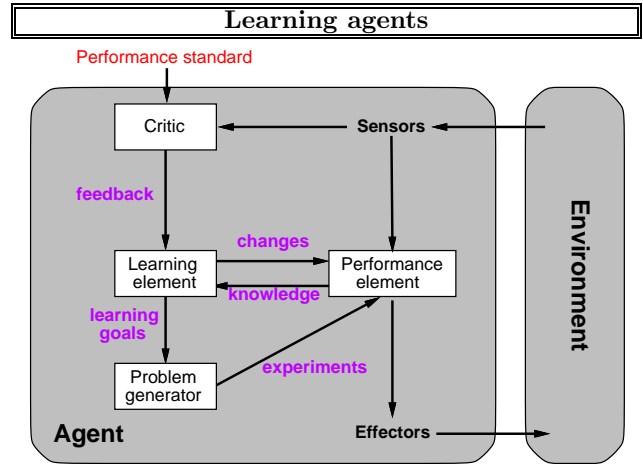 Learning agents
Performance standard
Critic
Sensors
feedback
changes
Learning
element
Performance
element
knowledge
learning
goals
experiments
Problem
generator
Agent
Effectors
Environment